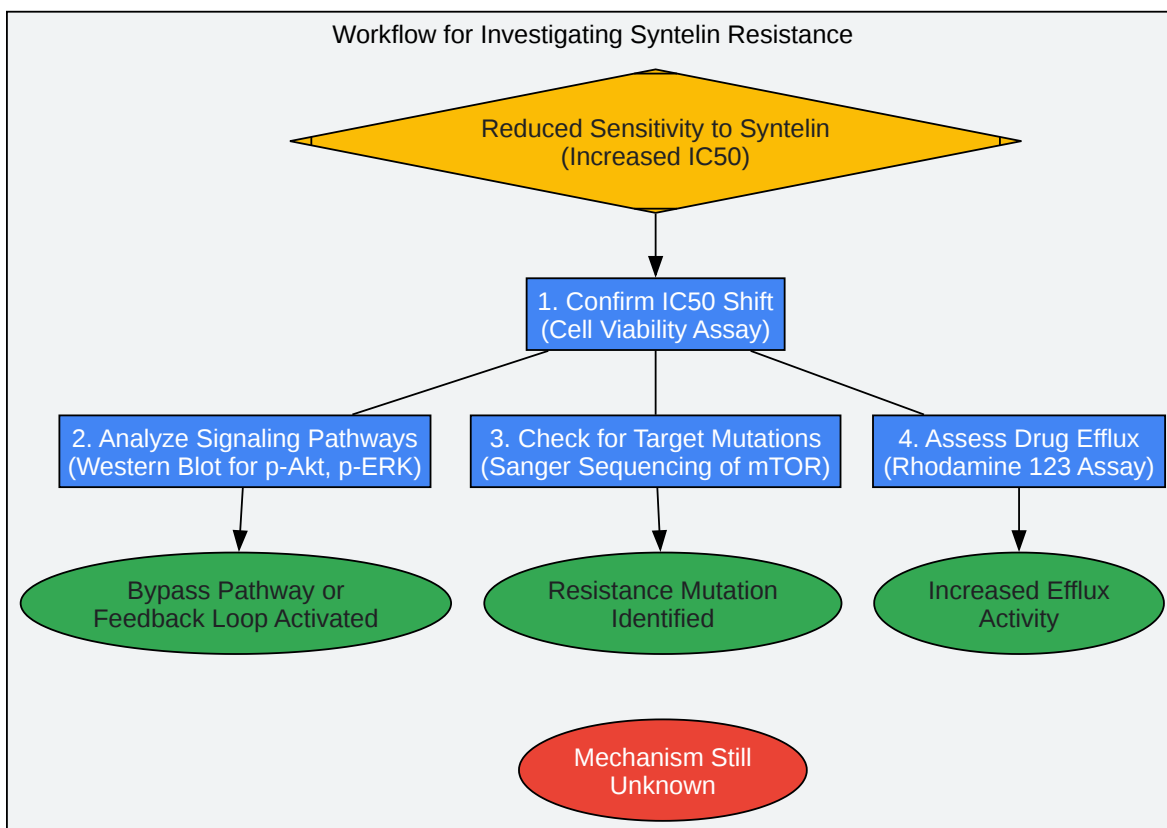 Workflow for Investigating Syntelin Resistance
Reduced Sensitivity to Syntelin
(Increased IC50)
1. Confirm IC50 Shift
(Cell Viability Assay)
2. Analyze Signaling Pathways
(Western Blot for p-Akt, p-ERK)
3. Check for Target Mutations
(Sanger Sequencing of mTOR)
4. Assess Drug Efflux
(Rhodamine 123 Assay)
Bypass Pathway or
Feedback Loop Activated
Resistance Mutation
Identified
Increased Efflux
Activity
Mechanism Still
Unknown